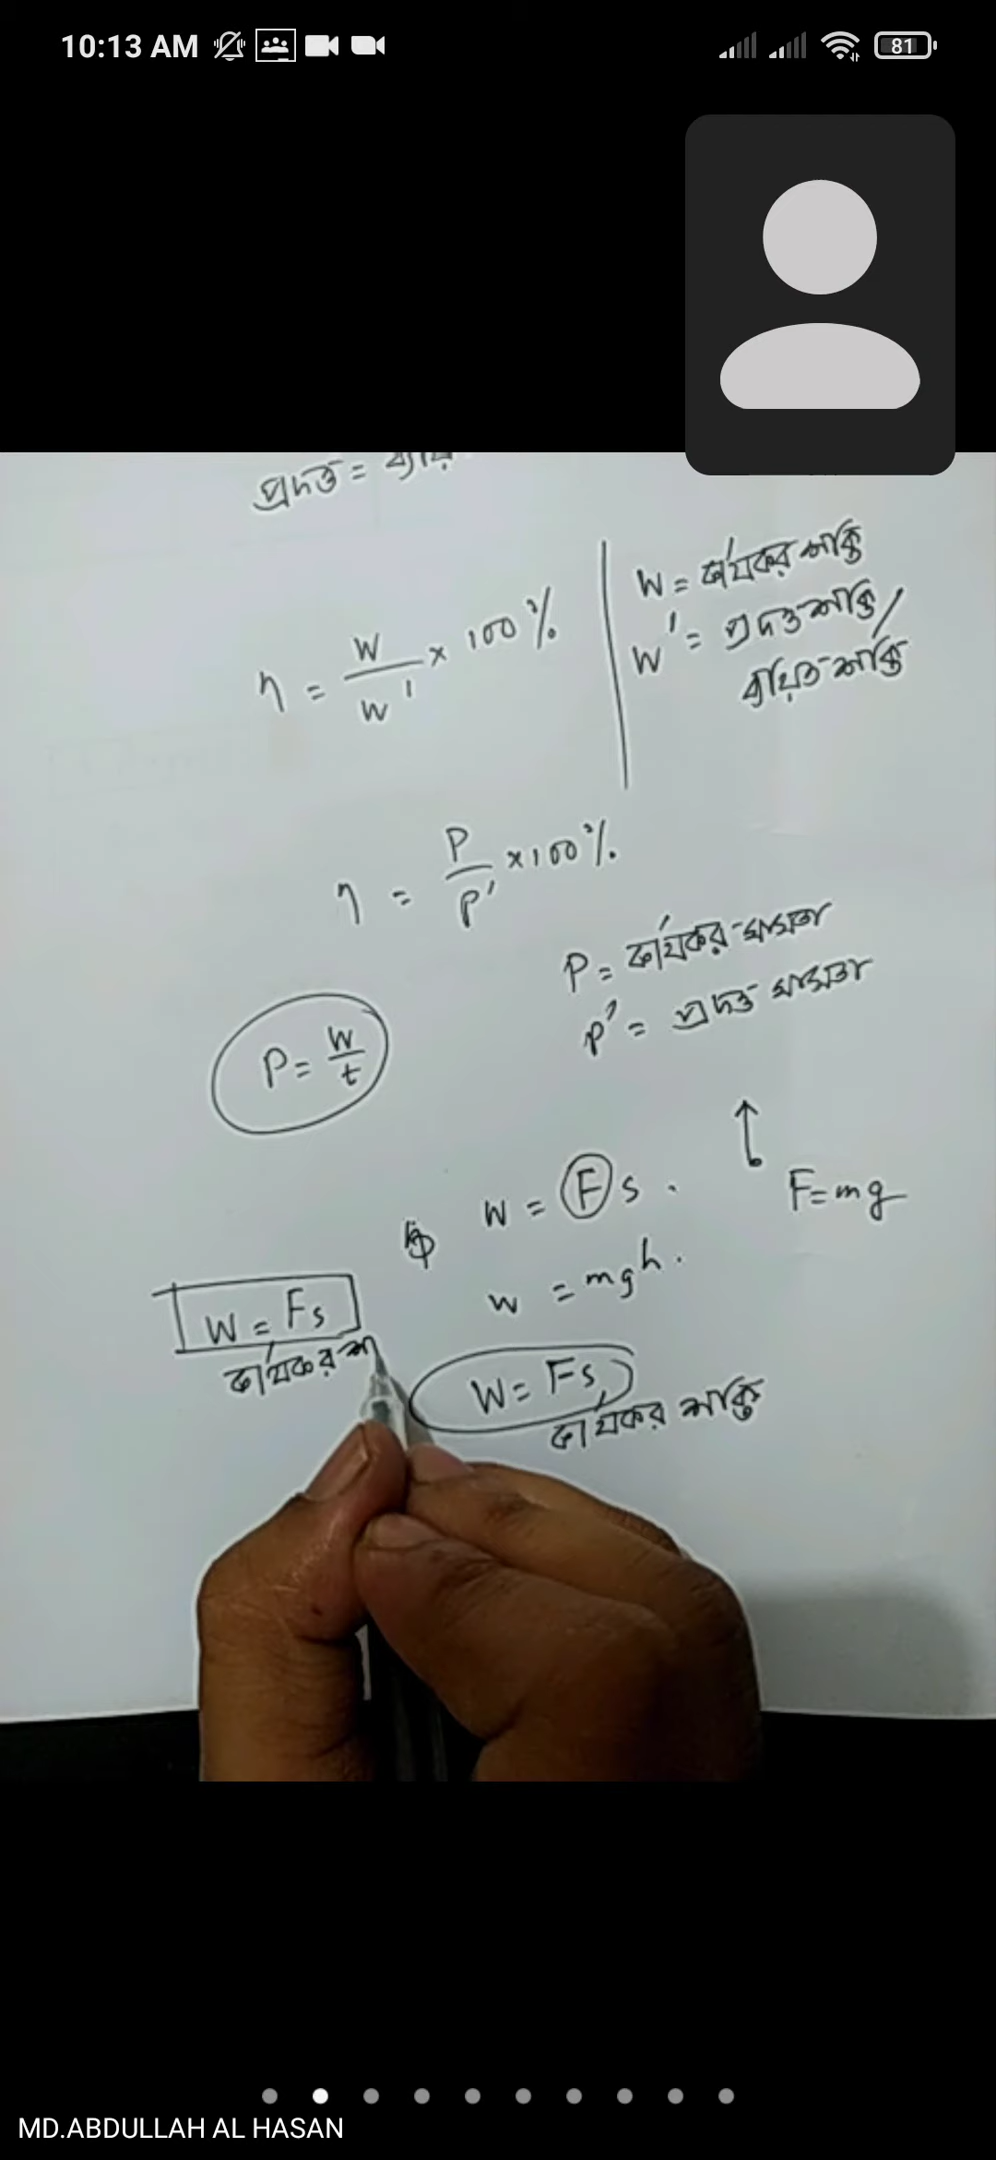 10:13 AM
81
প্রদত্ত =
η = W / W' × 100%
W = কার্যকর শক্তি
W' = প্রদত্ত শক্তি/
ব্যয়িত শক্তি
η = P / P' × 100%
P = কার্যকর ক্ষমতা
P' = প্রদত্ত ক্ষমতা
P = W / t
W = Fs.
F = mg
W = mgh.
W = Fs
কার্যকর শ
W = Fs
কার্যকর শক্তি
MD.ABDULLAH AL HASAN